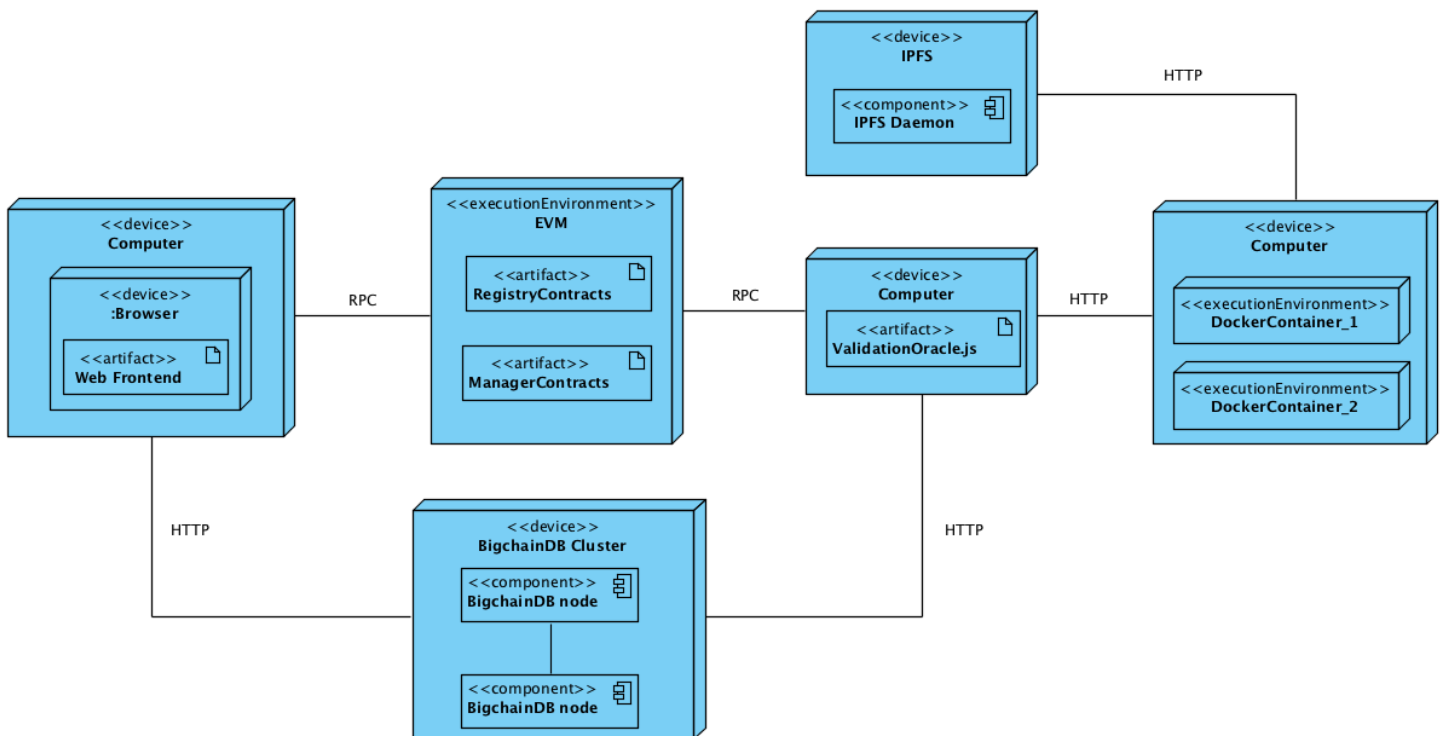 <<device>>
IPFS
<<component>>
IPFS Daemon
HTTP
<<device>>
Computer
<<device>>
:Browser
<<artifact>>
Web Frontend
RPC
<<executionEnvironment>>
EVM
<<artifact>>
RegistryContracts
<<artifact>>
ManagerContracts
RPC
<<device>>
Computer
<<artifact>>
ValidationOracle.js
HTTP
<<device>>
Computer
<<executionEnvironment>>
DockerContainer_1
<<executionEnvironment>>
DockerContainer_2
HTTP
<<device>>
BigchainDB Cluster
<<component>>
BigchainDB node
<<component>>
BigchainDB node
HTTP